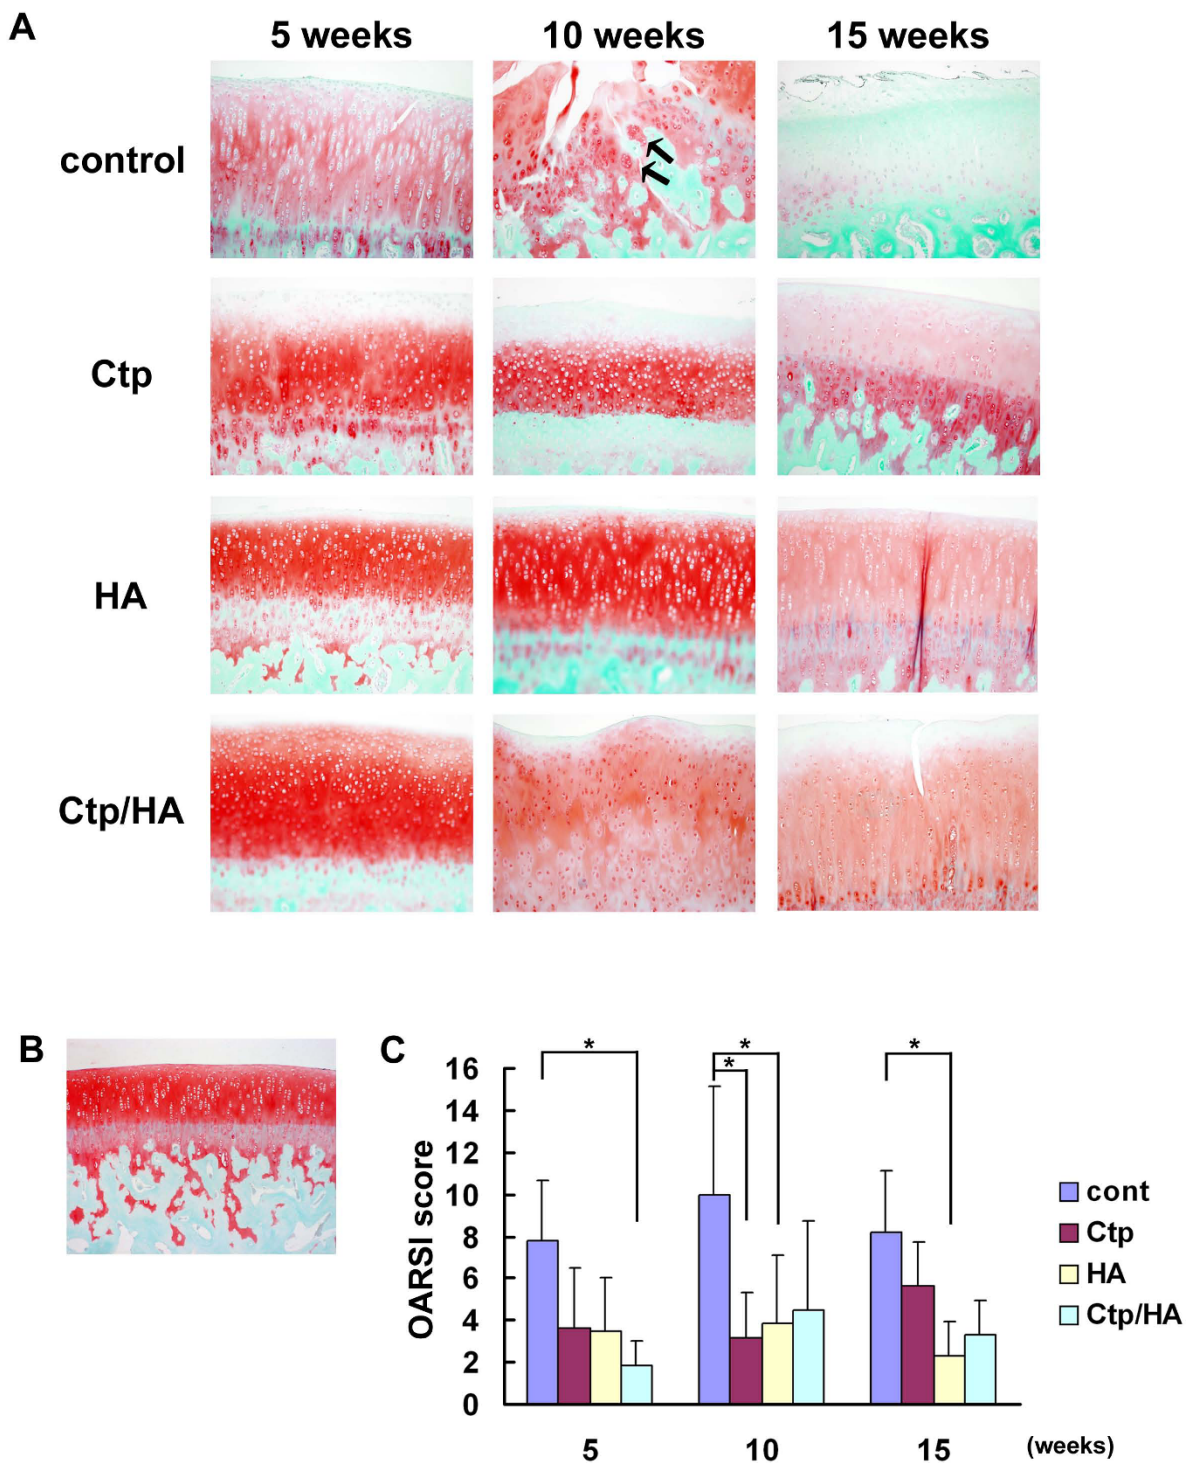 A
5 weeks 10 weeks 15 weeks
control
Ctp
HA
Ctp/HA
B
C
* * * *
16
14
12
10
8
6
4
2
0
OARSI score
cont
Ctp
HA
Ctp/HA
5 10 15 (weeks)